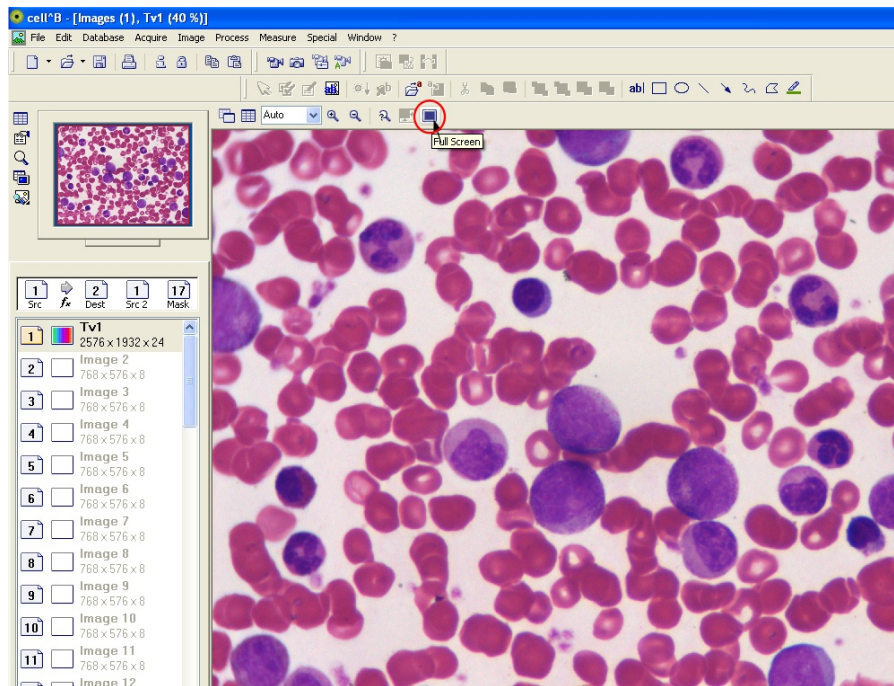 cell^B - [Images (1), Tv1 (40 %)]
File Edit Database Acquire Image Process Measure Special Window ?
ab|
Auto
Full Screen
1 2 1 17
Src fx Dest Src 2 Mask
1 Tv1
2576 x 1932 x 24
2 Image 2
768 x 576 x 8
3 Image 3
768 x 576 x 8
4 Image 4
768 x 576 x 8
5 Image 5
768 x 576 x 8
6 Image 6
768 x 576 x 8
7 Image 7
768 x 576 x 8
8 Image 8
768 x 576 x 8
9 Image 9
768 x 576 x 8
10 Image 10
768 x 576 x 8
11 Image 11
768 x 576 x 8
Image 12